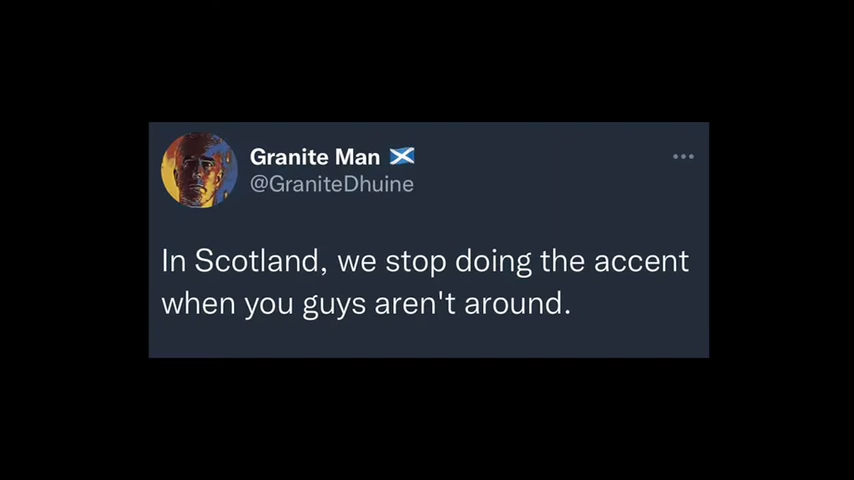 Granite Man 🏴󠁧󠁢󠁳󠁣󠁴󠁿
@GraniteDhuine
In Scotland, we stop doing the accent
when you guys aren't around.